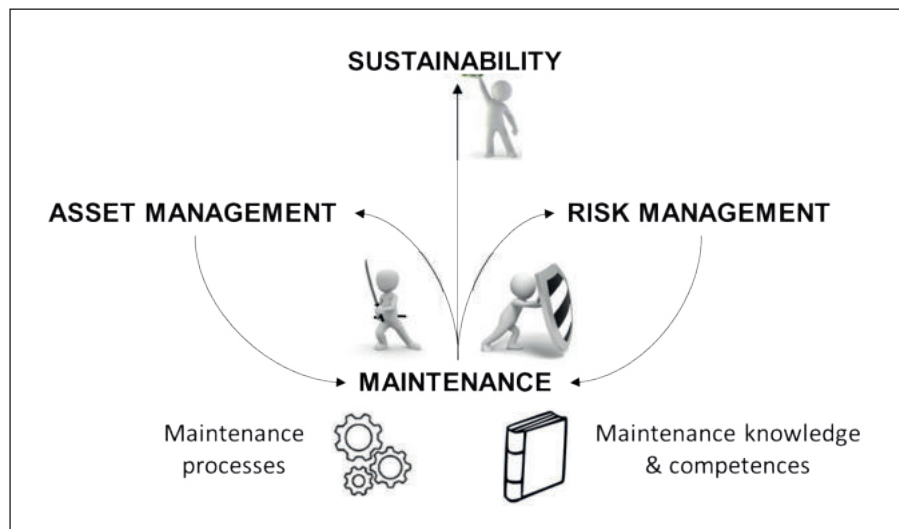 SUSTAINABILITY
ASSET MANAGEMENT
RISK MANAGEMENT
MAINTENANCE
Maintenance
processes
Maintenance knowledge
& competences